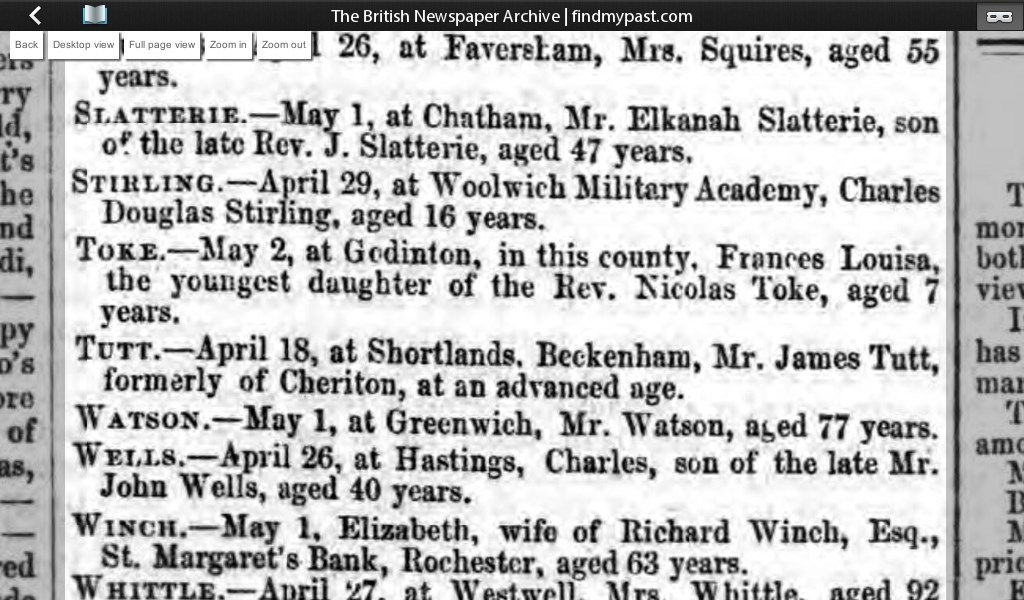 The British Newspaper Archive | findmypast.com
Back
Desktop view
Full page view
Zoom in
Zoom out
26, at Faversham, Mrs. Squires, aged 55
years.
SLATTERIE.—May 1, at Chatham, Mr. Elkanah Slatterie, son
of the late Rev. J. Slatterie, aged 47 years.
STIRLING.—April 29, at Woolwich Military Academy, Charles
Douglas Stirling, aged 16 years.
TOKE.—May 2, at Godinton, in this county, Frances Louisa,
the youngest daughter of the Rev. Nicolas Toke, aged 7
years.
TUTT.—April 18, at Shortlands, Beckenham, Mr. James Tutt,
formerly of Cheriton, at an advanced age.
WATSON.—May 1, at Greenwich, Mr. Watson, aged 77 years.
WELLS.—April 26, at Hastings, Charles, son of the late Mr.
John Wells, aged 40 years.
WINCH.—May 1, Elizabeth, wife of Richard Winch, Esq.,
St. Margaret's Bank, Rochester, aged 63 years.
WHITTLE.—April 27, at Westwell, Mrs. Whittle, aged 92